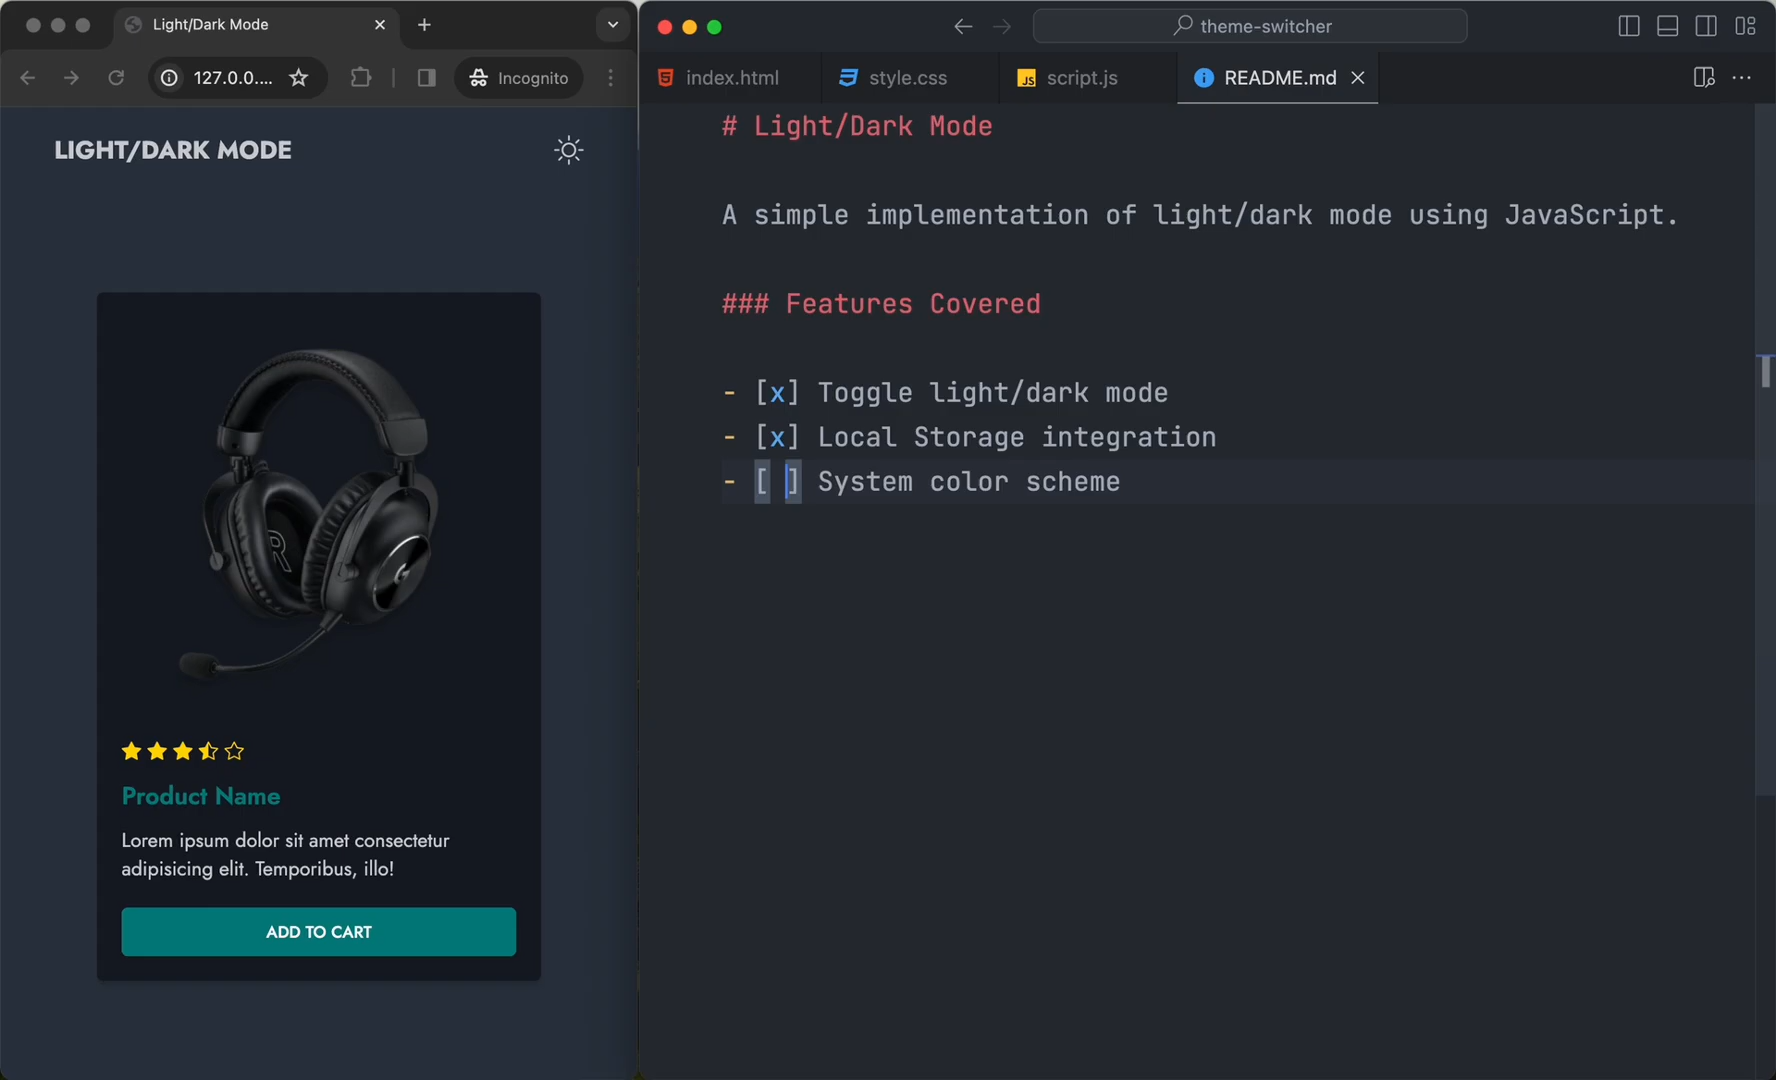 Light/Dark Mode
127.0.0....
Incognito
LIGHT/DARK MODE
Product Name
Lorem ipsum dolor sit amet consectetur
adipisicing elit. Temporibus, illo!
ADD TO CART
theme-switcher
index.html
style.css
JS script.js
README.md
# Light/Dark Mode
A simple implementation of light/dark mode using JavaScript.
### Features Covered
- [x] Toggle light/dark mode
- [x] Local Storage integration
- [ ] System color scheme